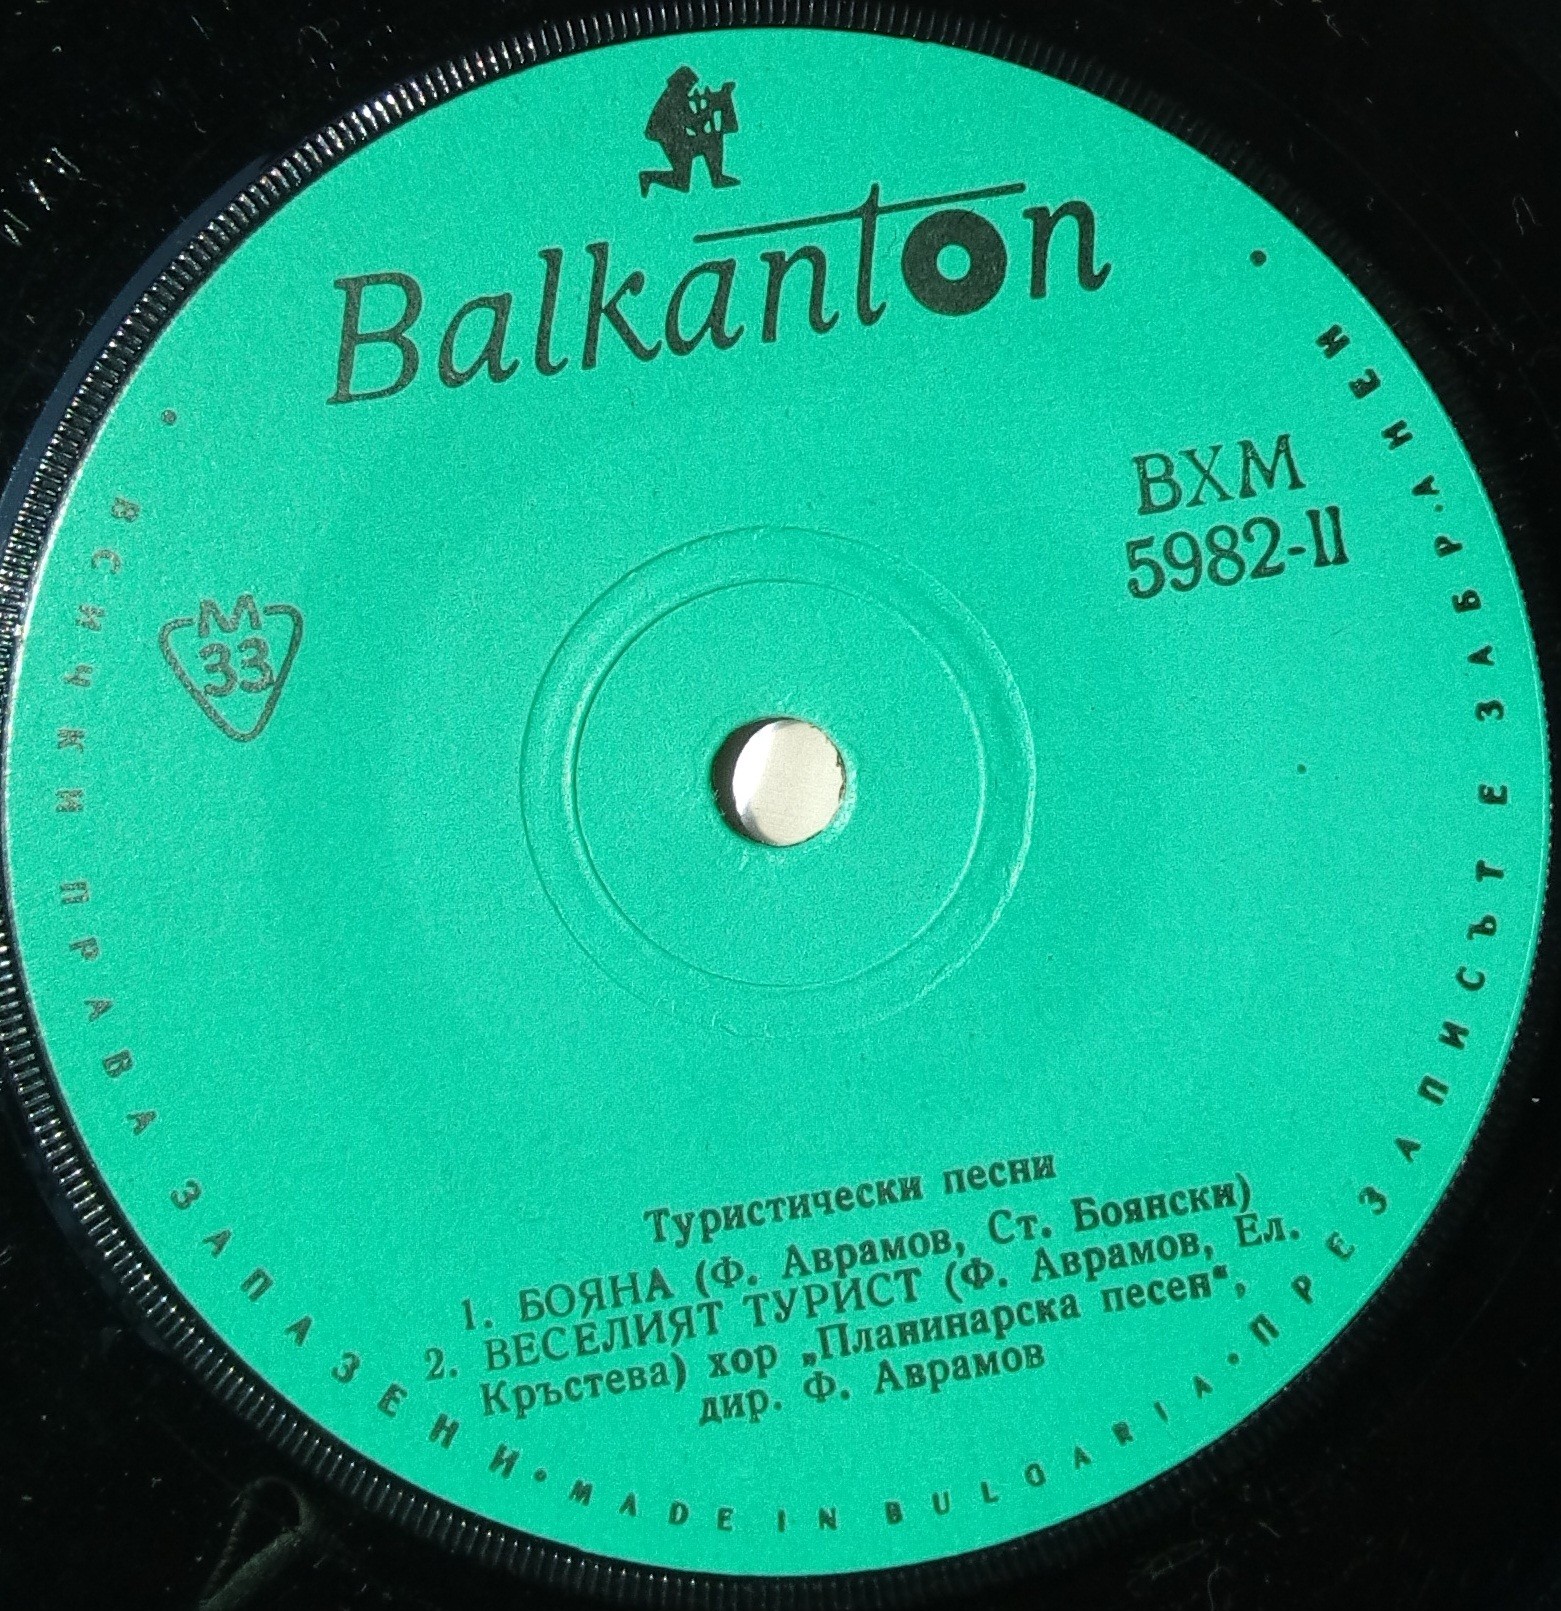 Balkanton
ВХМ
5982-II
М
33
Туристически песни
1. БОЯНА (Ф. Аврамов, Ст. Боянски)
2. ВЕСЕЛИЯТ ТУРИСТ (Ф. Аврамов, Ел.
Кръстева) хор „Планинарска песен“,
дир. Ф. Аврамов
• ВСИЧКИ ПРАВА ЗАПАЗЕНИ • MADE IN BULGARIA • ПРЕЗАПИСЪТ Е ЗАБРАНЕН •